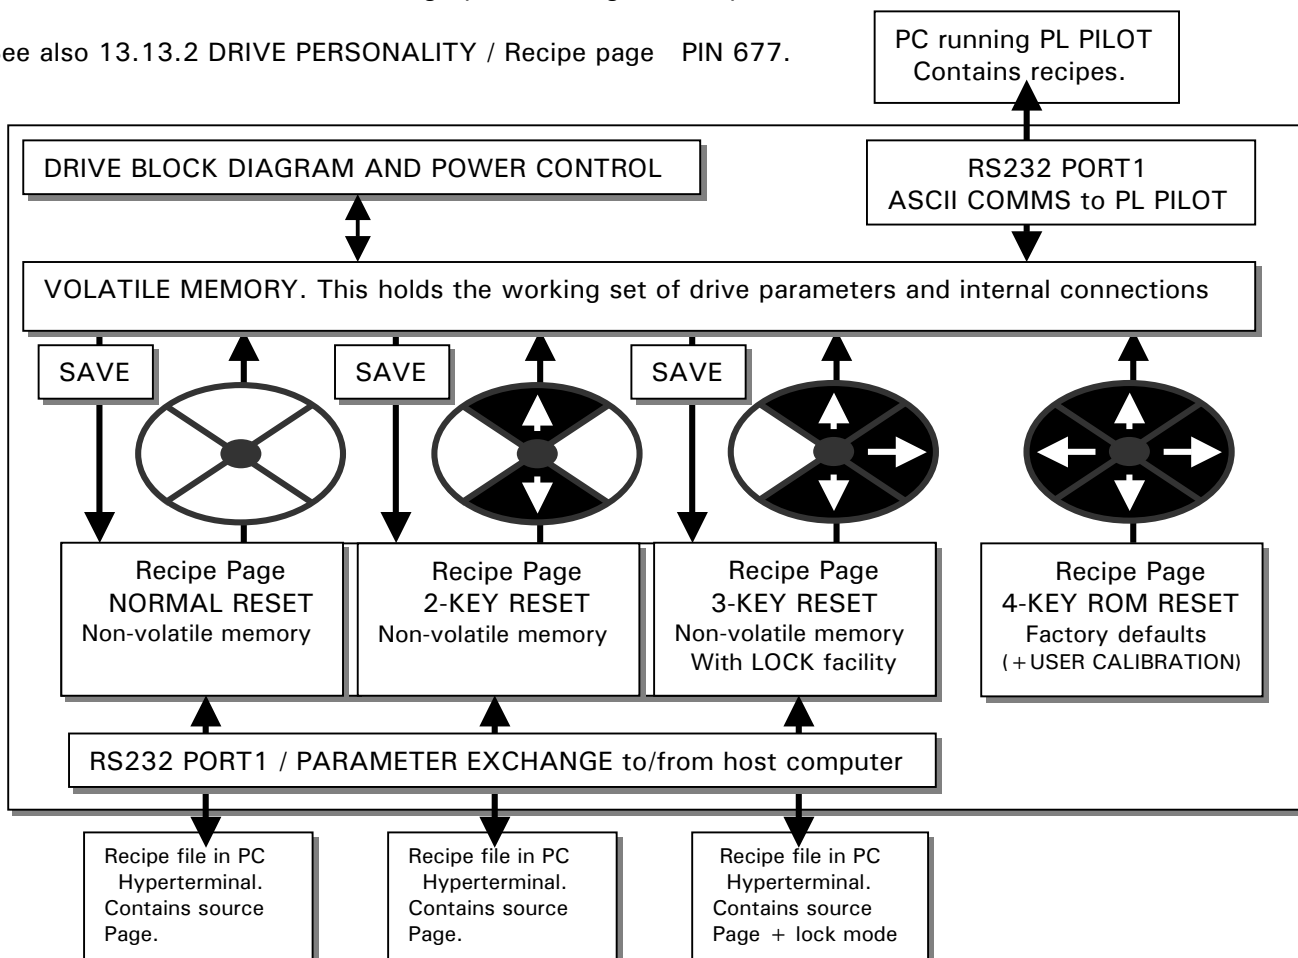 See also 13.13.2 DRIVE PERSONALITY / Recipe page PIN 677.
PC running PL PILOT
Contains recipes.
DRIVE BLOCK DIAGRAM AND POWER CONTROL
RS232 PORT1
ASCII COMMS to PL PILOT
VOLATILE MEMORY. This holds the working set of drive parameters and internal connections
SAVE
SAVE
SAVE
Recipe Page
NORMAL RESET
Non-volatile memory
Recipe Page
2-KEY RESET
Non-volatile memory
Recipe Page
3-KEY RESET
Non-volatile memory
With LOCK facility
Recipe Page
4-KEY ROM RESET
Factory defaults
(+USER CALIBRATION)
RS232 PORT1 / PARAMETER EXCHANGE to/from host computer
Recipe file in PC
Hyperterminal.
Contains source
Page.
Recipe file in PC
Hyperterminal.
Contains source
Page.
Recipe file in PC
Hyperterminal.
Contains source
Page + lock mode